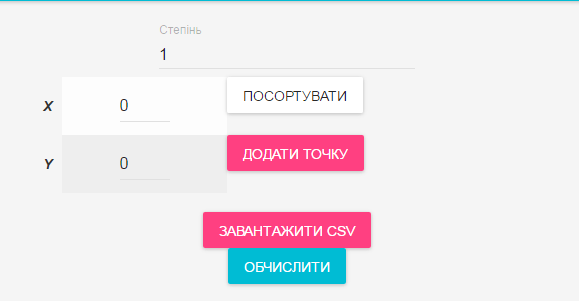 Степінь
1
X 0 ПОСОРТУВАТИ
Y 0 ДОДАТИ ТОЧКУ
ЗАВАНТАЖИТИ CSV
ОБЧИСЛИТИ